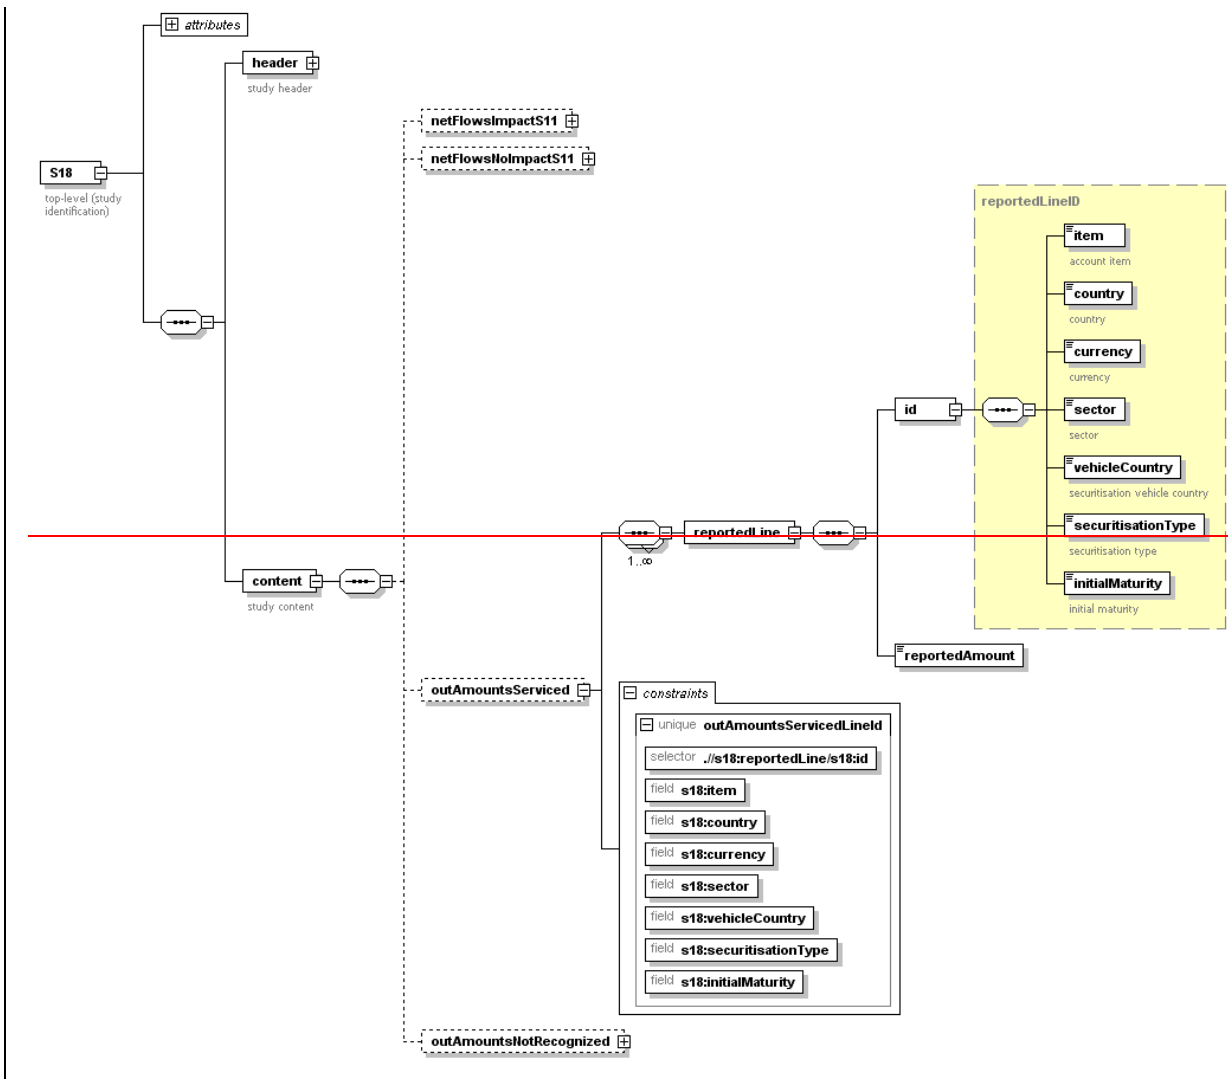 attributes
header
study header
netFlowsImpactS11
netFlowsNoImpactS11
S18
top-level (study
identification)
reportedLineID
item
account item
country
country
currency
currency
id
sector
sector
vehicleCountry
securitisation vehicle country
reportedLine
securitisationType
securitisation type
1..∞
content
study content
initialMaturity
initial maturity
reportedAmount
outAmountsServiced
constraints
unique outAmountsServicedLineId
selector .//s18:reportedLine/s18:id
field s18:item
field s18:country
field s18:currency
field s18:sector
field s18:vehicleCountry
field s18:securitisationType
field s18:initialMaturity
outAmountsNotRecognized